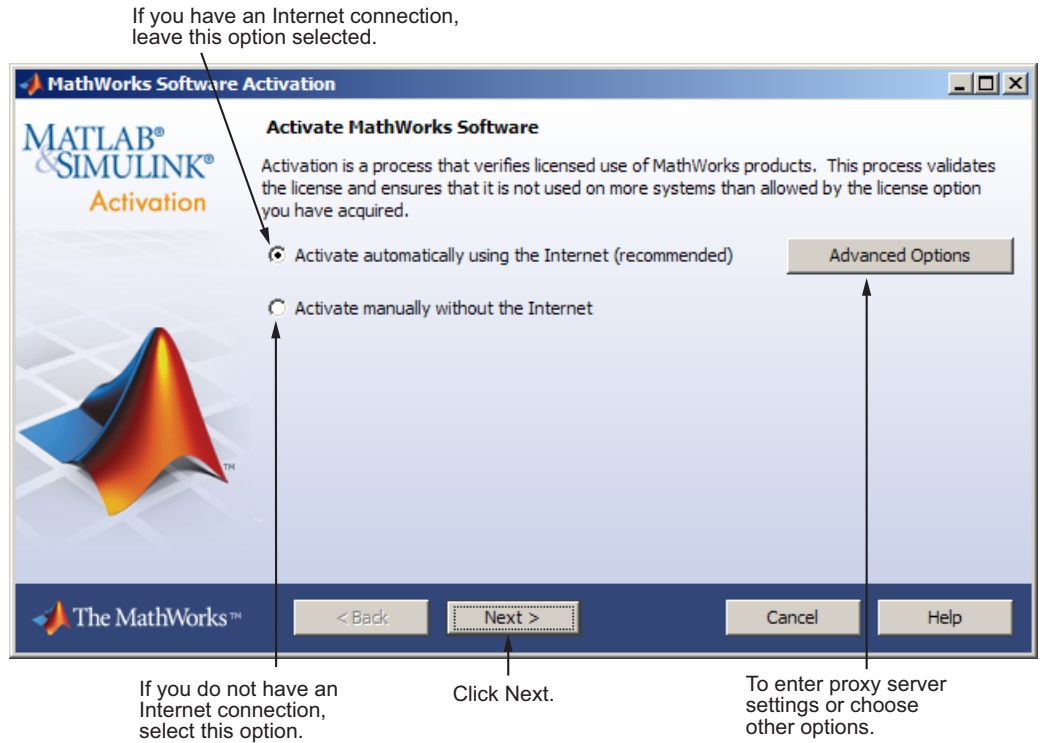 If you have an Internet connection,
leave this option selected.
MathWorks Software Activation
MATLAB®
&SIMULINK®
Activation
Activate MathWorks Software
Activation is a process that verifies licensed use of MathWorks products. This process validates
the license and ensures that it is not used on more systems than allowed by the license option
you have acquired.
Activate automatically using the Internet (recommended)
Advanced Options
Activate manually without the Internet
TM
The MathWorks™
< Back
Next >
Cancel
Help
If you do not have an
Internet connection,
select this option.
Click Next.
To enter proxy server
settings or choose
other options.